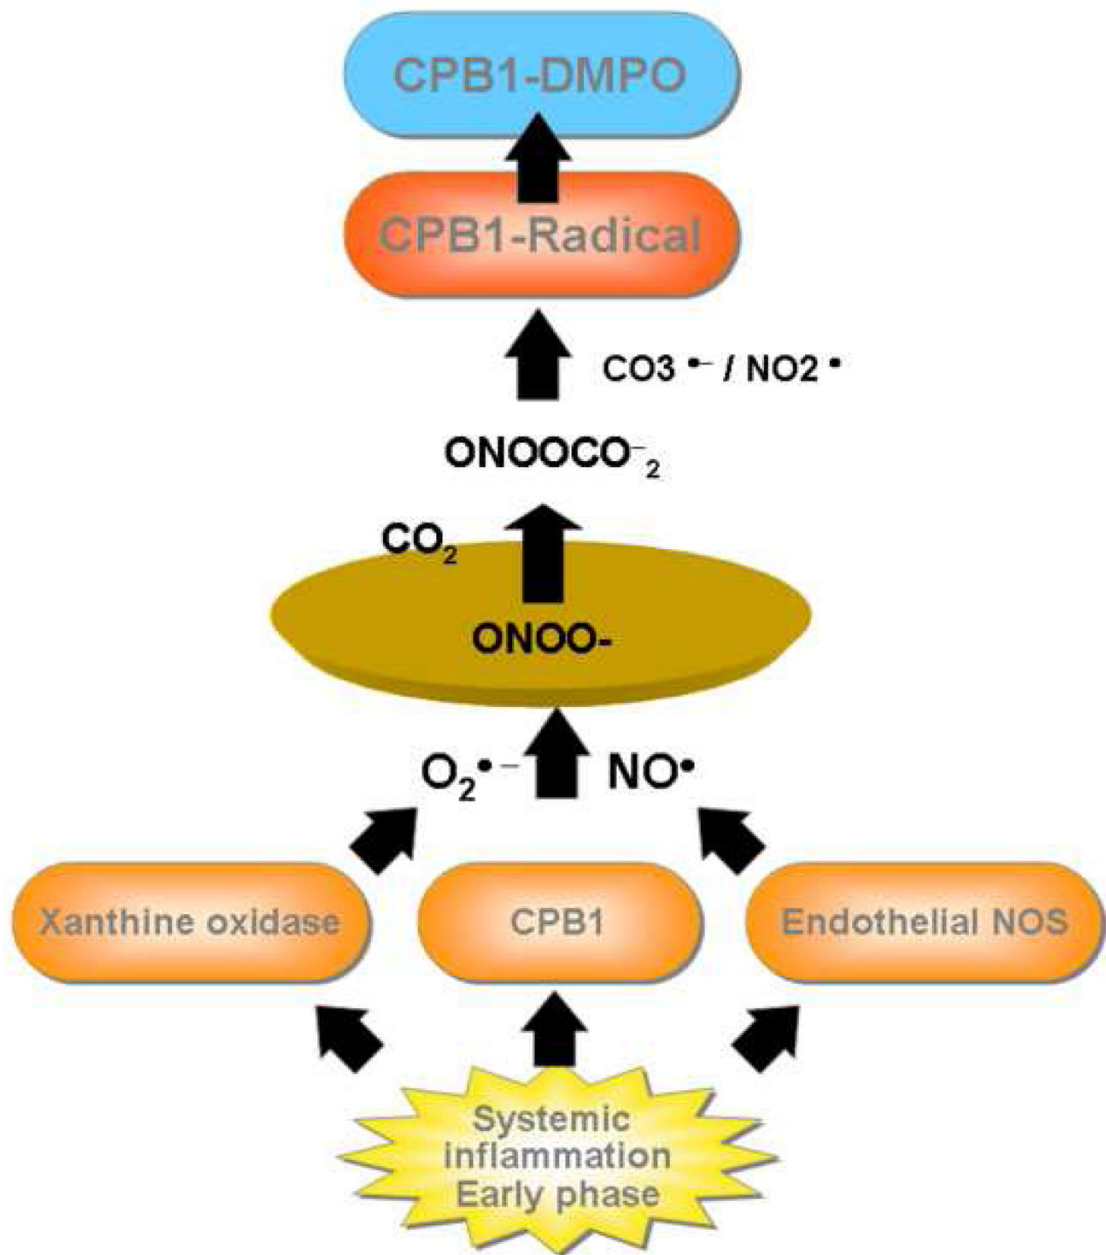 CPB1-DMPO
CPB1-Radical
CO3 •– / NO2 •
ONOOCO⁻₂
CO₂
ONOO-
O₂•– NO•
Xanthine oxidase
CPB1
Endothelial NOS
Systemic
inflammation
Early phase